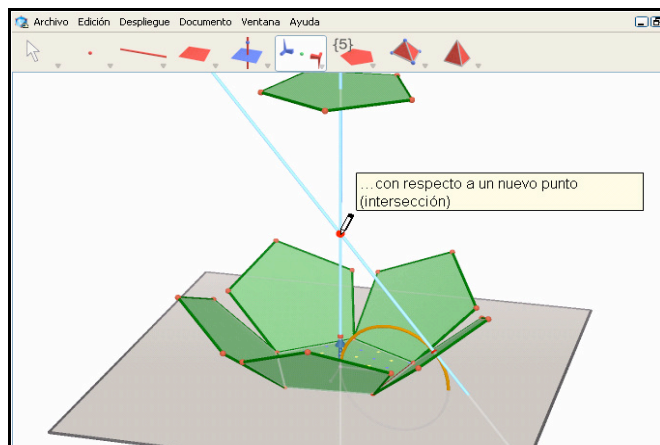 Archivo Edición Despliegue Documento Ventana Ayuda
{5}
...con respecto a un nuevo punto
(intersección)